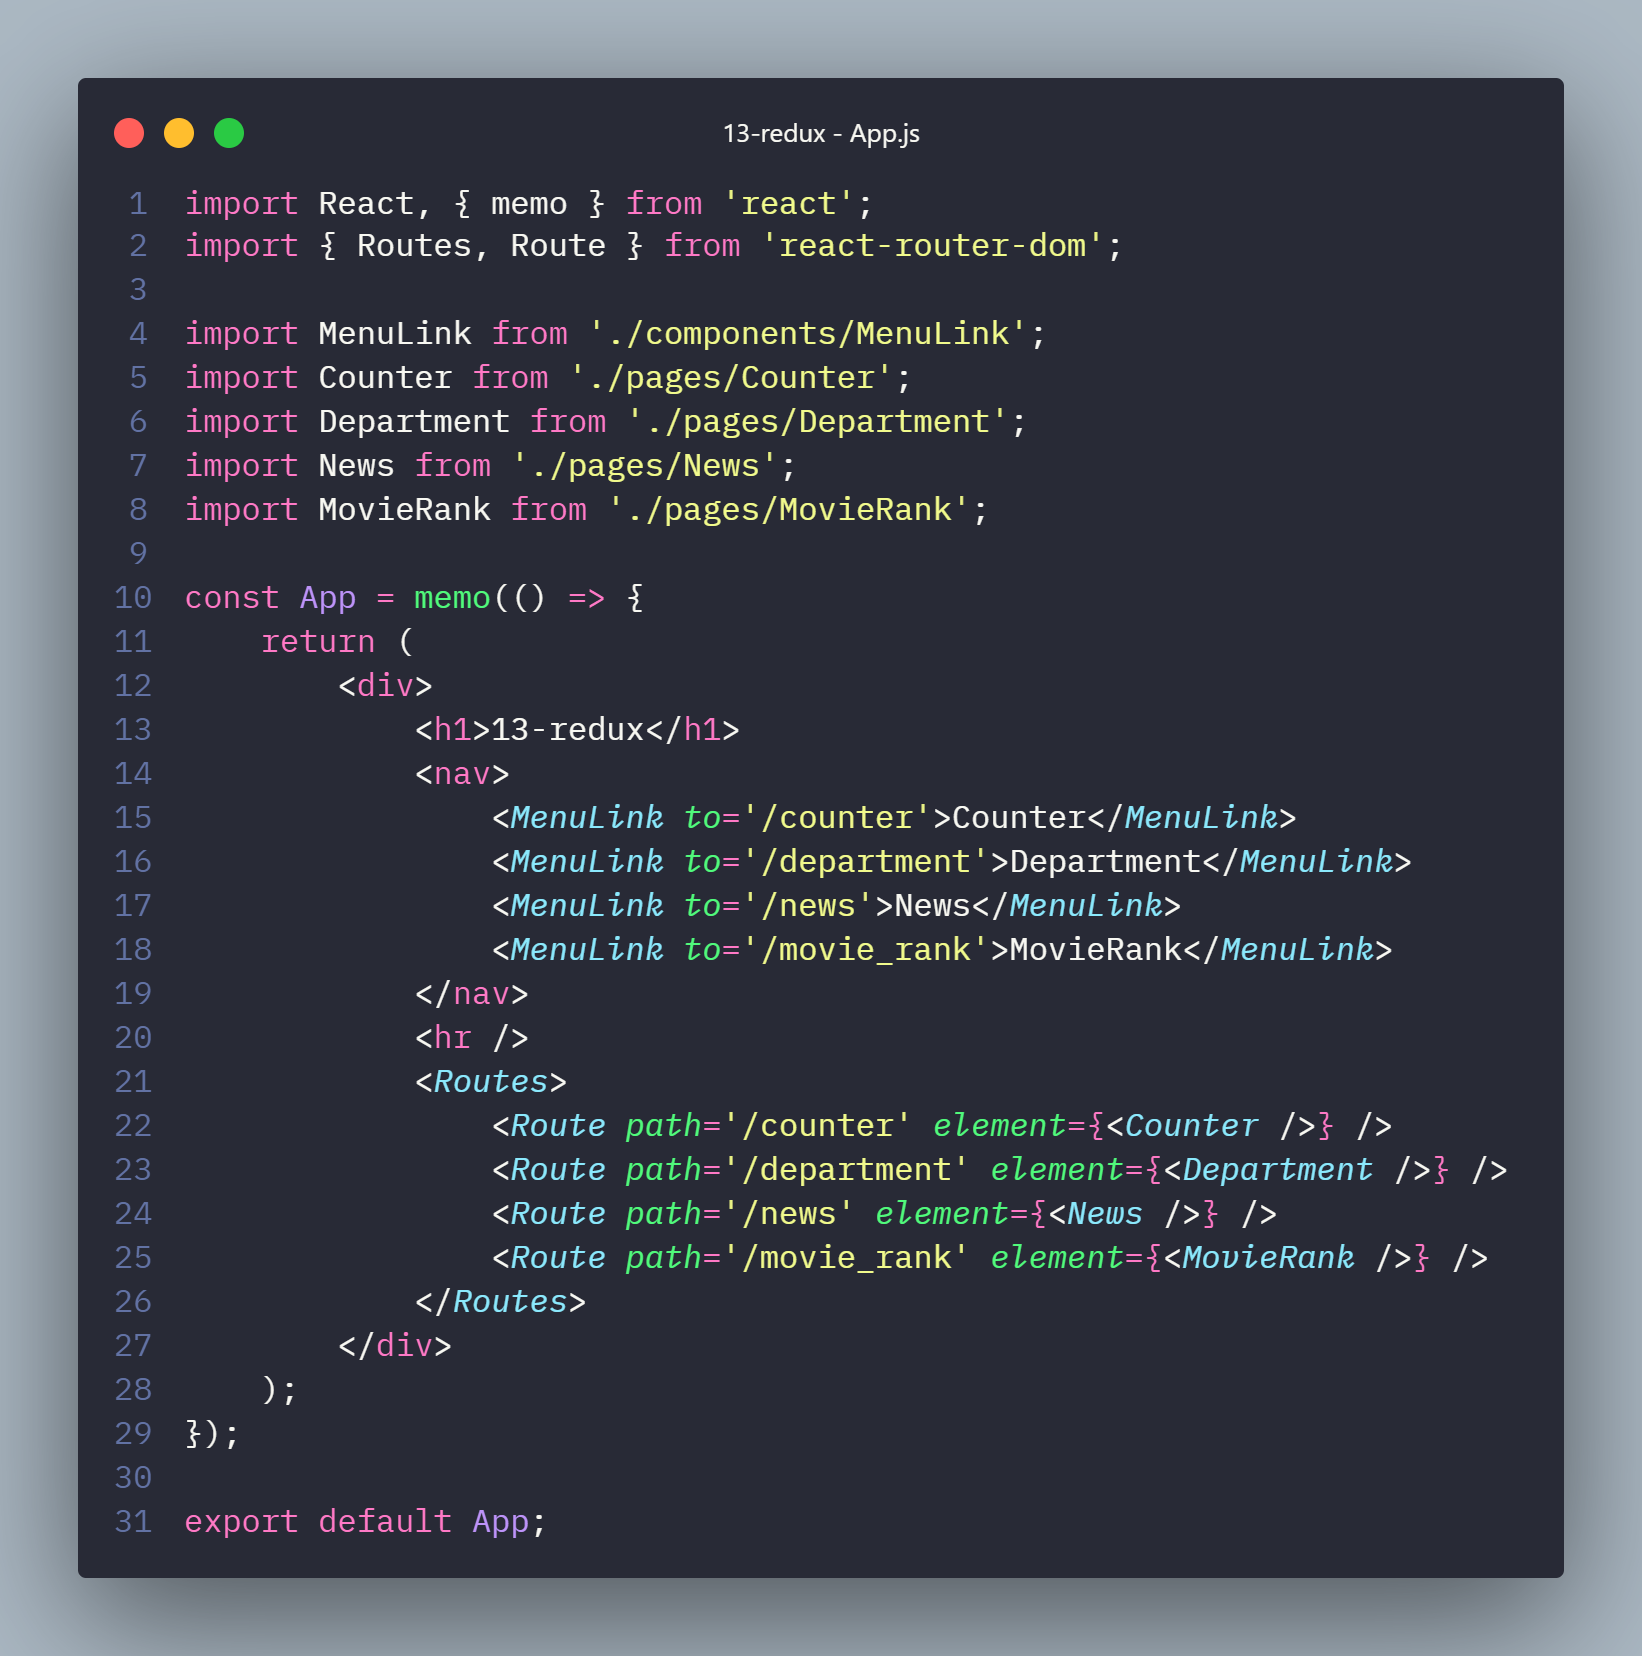 13-redux - App.js
1 import React, { memo } from 'react';
2 import { Routes, Route } from 'react-router-dom';
3
4 import MenuLink from './components/MenuLink';
5 import Counter from './pages/Counter';
6 import Department from './pages/Department';
7 import News from './pages/News';
8 import MovieRank from './pages/MovieRank';
9
10 const App = memo(() => {
11     return (
12         <div>
13             <h1>13-redux</h1>
14             <nav>
15                 <MenuLink to='/counter'>Counter</MenuLink>
16                 <MenuLink to='/department'>Department</MenuLink>
17                 <MenuLink to='/news'>News</MenuLink>
18                 <MenuLink to='/movie_rank'>MovieRank</MenuLink>
19             </nav>
20             <hr />
21             <Routes>
22                 <Route path='/counter' element={<Counter />} />
23                 <Route path='/department' element={<Department />} />
24                 <Route path='/news' element={<News />} />
25                 <Route path='/movie_rank' element={<MovieRank />} />
26             </Routes>
27         </div>
28     );
29 });
30
31 export default App;